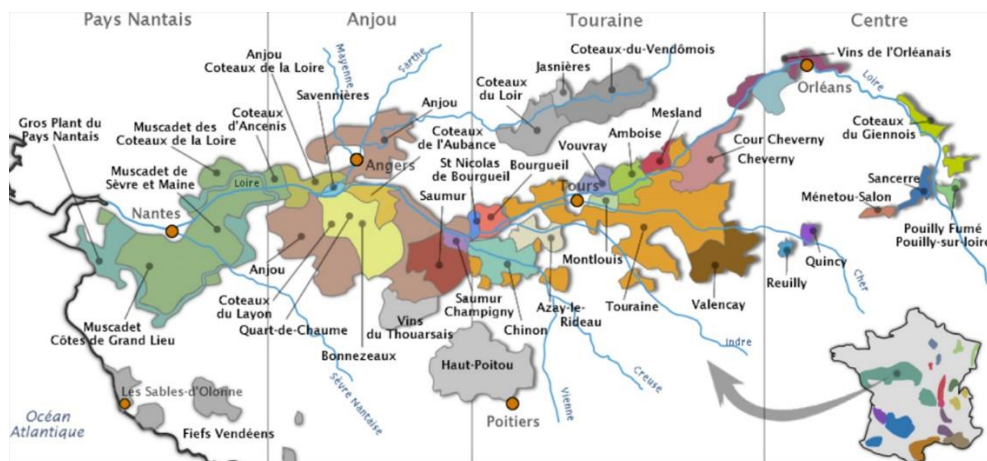 Pays Nantais
Anjou
Touraine
Centre
Gros Plant du
Pays Nantais
Muscadet des
Coteaux de la Loire
Muscadet de
Sèvre et Maine
Nantes
Loire
Coteaux
d'Ancenis
Anjou
Coteaux de la Loire
Savennières
Mayenne
Sarthe
Anjou
Angers
Coteaux
de l'Aubance
Saumur
St Nicolas
de Bourgueil
Bourgueil
Coteaux
du Loir
Jasnières
Coteaux-du-Vendômois
Vouvray
Amboise
Mesland
Tours
Cour Cheverny
Cheverny
Vins de l'Orléanais
Orléans
Loire
Coteaux
du Giennois
Sancerre
Ménetou-Salon
Pouilly Fumé
Pouilly-sur-loire
Quincy
Reuilly
Cher
Muscadet
Côtes de Grand Lieu
Anjou
Coteaux
du Layon
Quart-de-Chaume
Bonnezeaux
Vins
du Thouarsais
Saumur
Champigny
Chinon
Azay-le-
Rideau
Montlouis
Touraine
Valencay
Indre
Creuse
Vienne
Haut-Poitou
Poitiers
Sèvre Nantaise
Les Sables-d'Olonne
Fiefs Vendéens
Océan
Atlantique